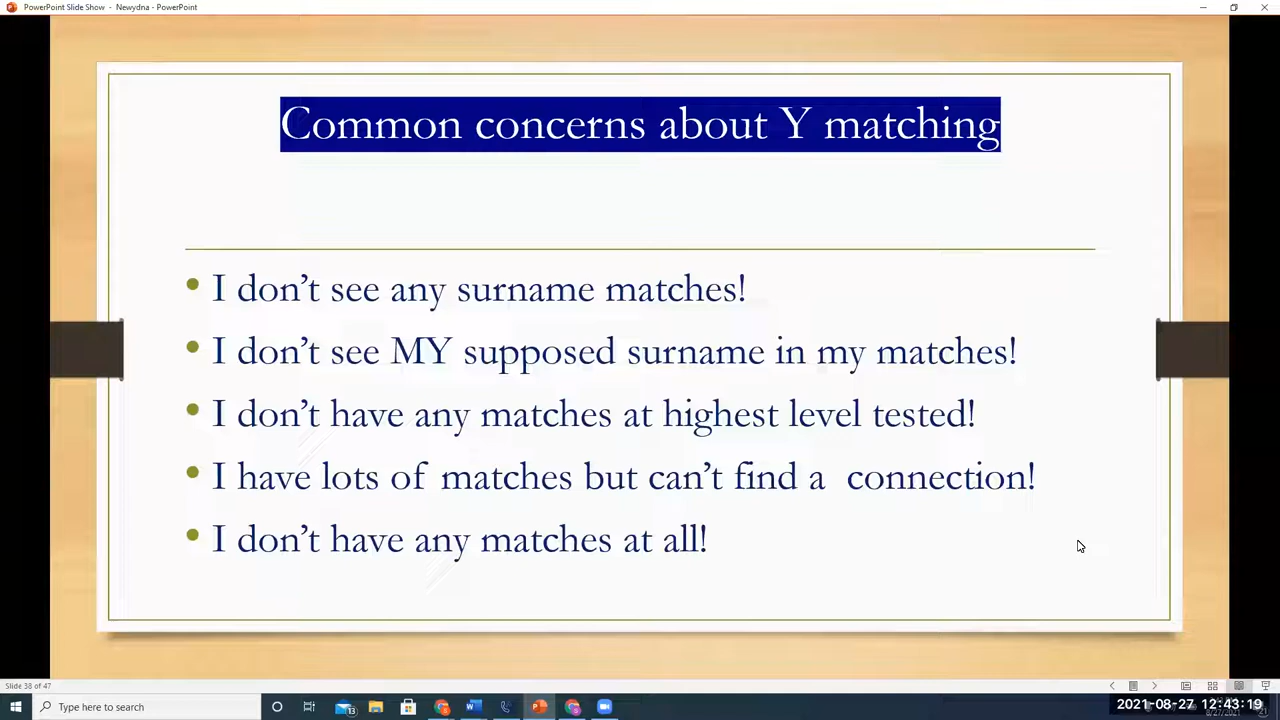 PowerPoint Slide Show - Newydna - PowerPoint
Common concerns about Y matching
• I don't see any surname matches!
• I don't see MY supposed surname in my matches!
• I don't have any matches at highest level tested!
• I have lots of matches but can't find a connection!
• I don't have any matches at all!
Slide 38 of 47
Type here to search
13
2021-08-27 12:43:19